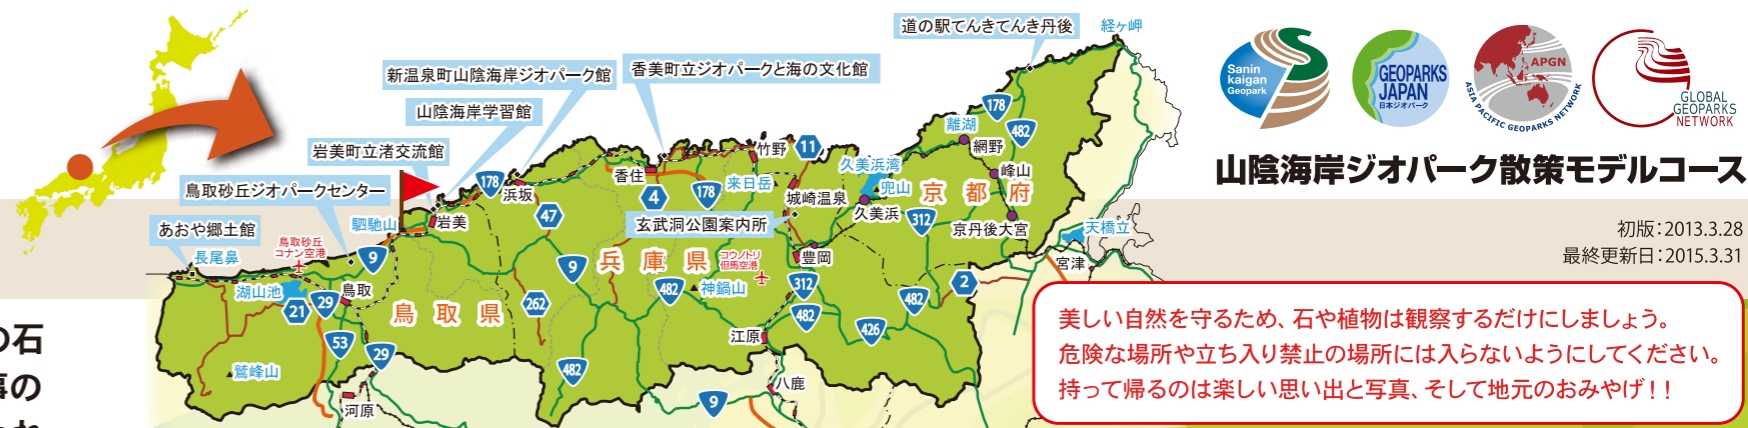 道の駅てんきてんき丹後
経ヶ岬
新温泉町山陰海岸ジオパーク館
香美町立ジオパークと海の文化館
山陰海岸学習館
岩美町立渚交流館
鳥取砂丘ジオパークセンター
あおや郷土館
Sanin
kaigan
Geopark
GEOPARKS
JAPAN
日本ジオパーク
APGN
ASIA PACIFIC GEOPARKS NETWORK
GLOBAL
GEOPARKS
NETWORK
山陰海岸ジオパーク散策モデルコース
初版：2013.3.28
最終更新日：2015.3.31
178
482
離湖
網野
竹野
11
久美浜湾
峰山
香住
178
浜坂
4
178
来日岳
兜山
京都府
城崎温泉
久美浜
312
47
玄武洞公園案内所
京丹後大宮
天橋立
駟馳山
岩美
長尾鼻
鳥取砂丘
コナン空港
9
9
兵庫県
コウノトリ
但馬空港
豊岡
宮津
湖山池
鳥取
29
21
鳥取県
262
482
神鍋山
312
482
482
2
53
29
江原
426
鷲峰山
482
八鹿
河原
9
美しい自然を守るため、石や植物は観察するだけにしましょう。
危険な場所や立ち入り禁止の場所には入らないようにしてください。
持って帰るのは楽しい思い出と写真、そして地元のおみやげ！！
の石
事の